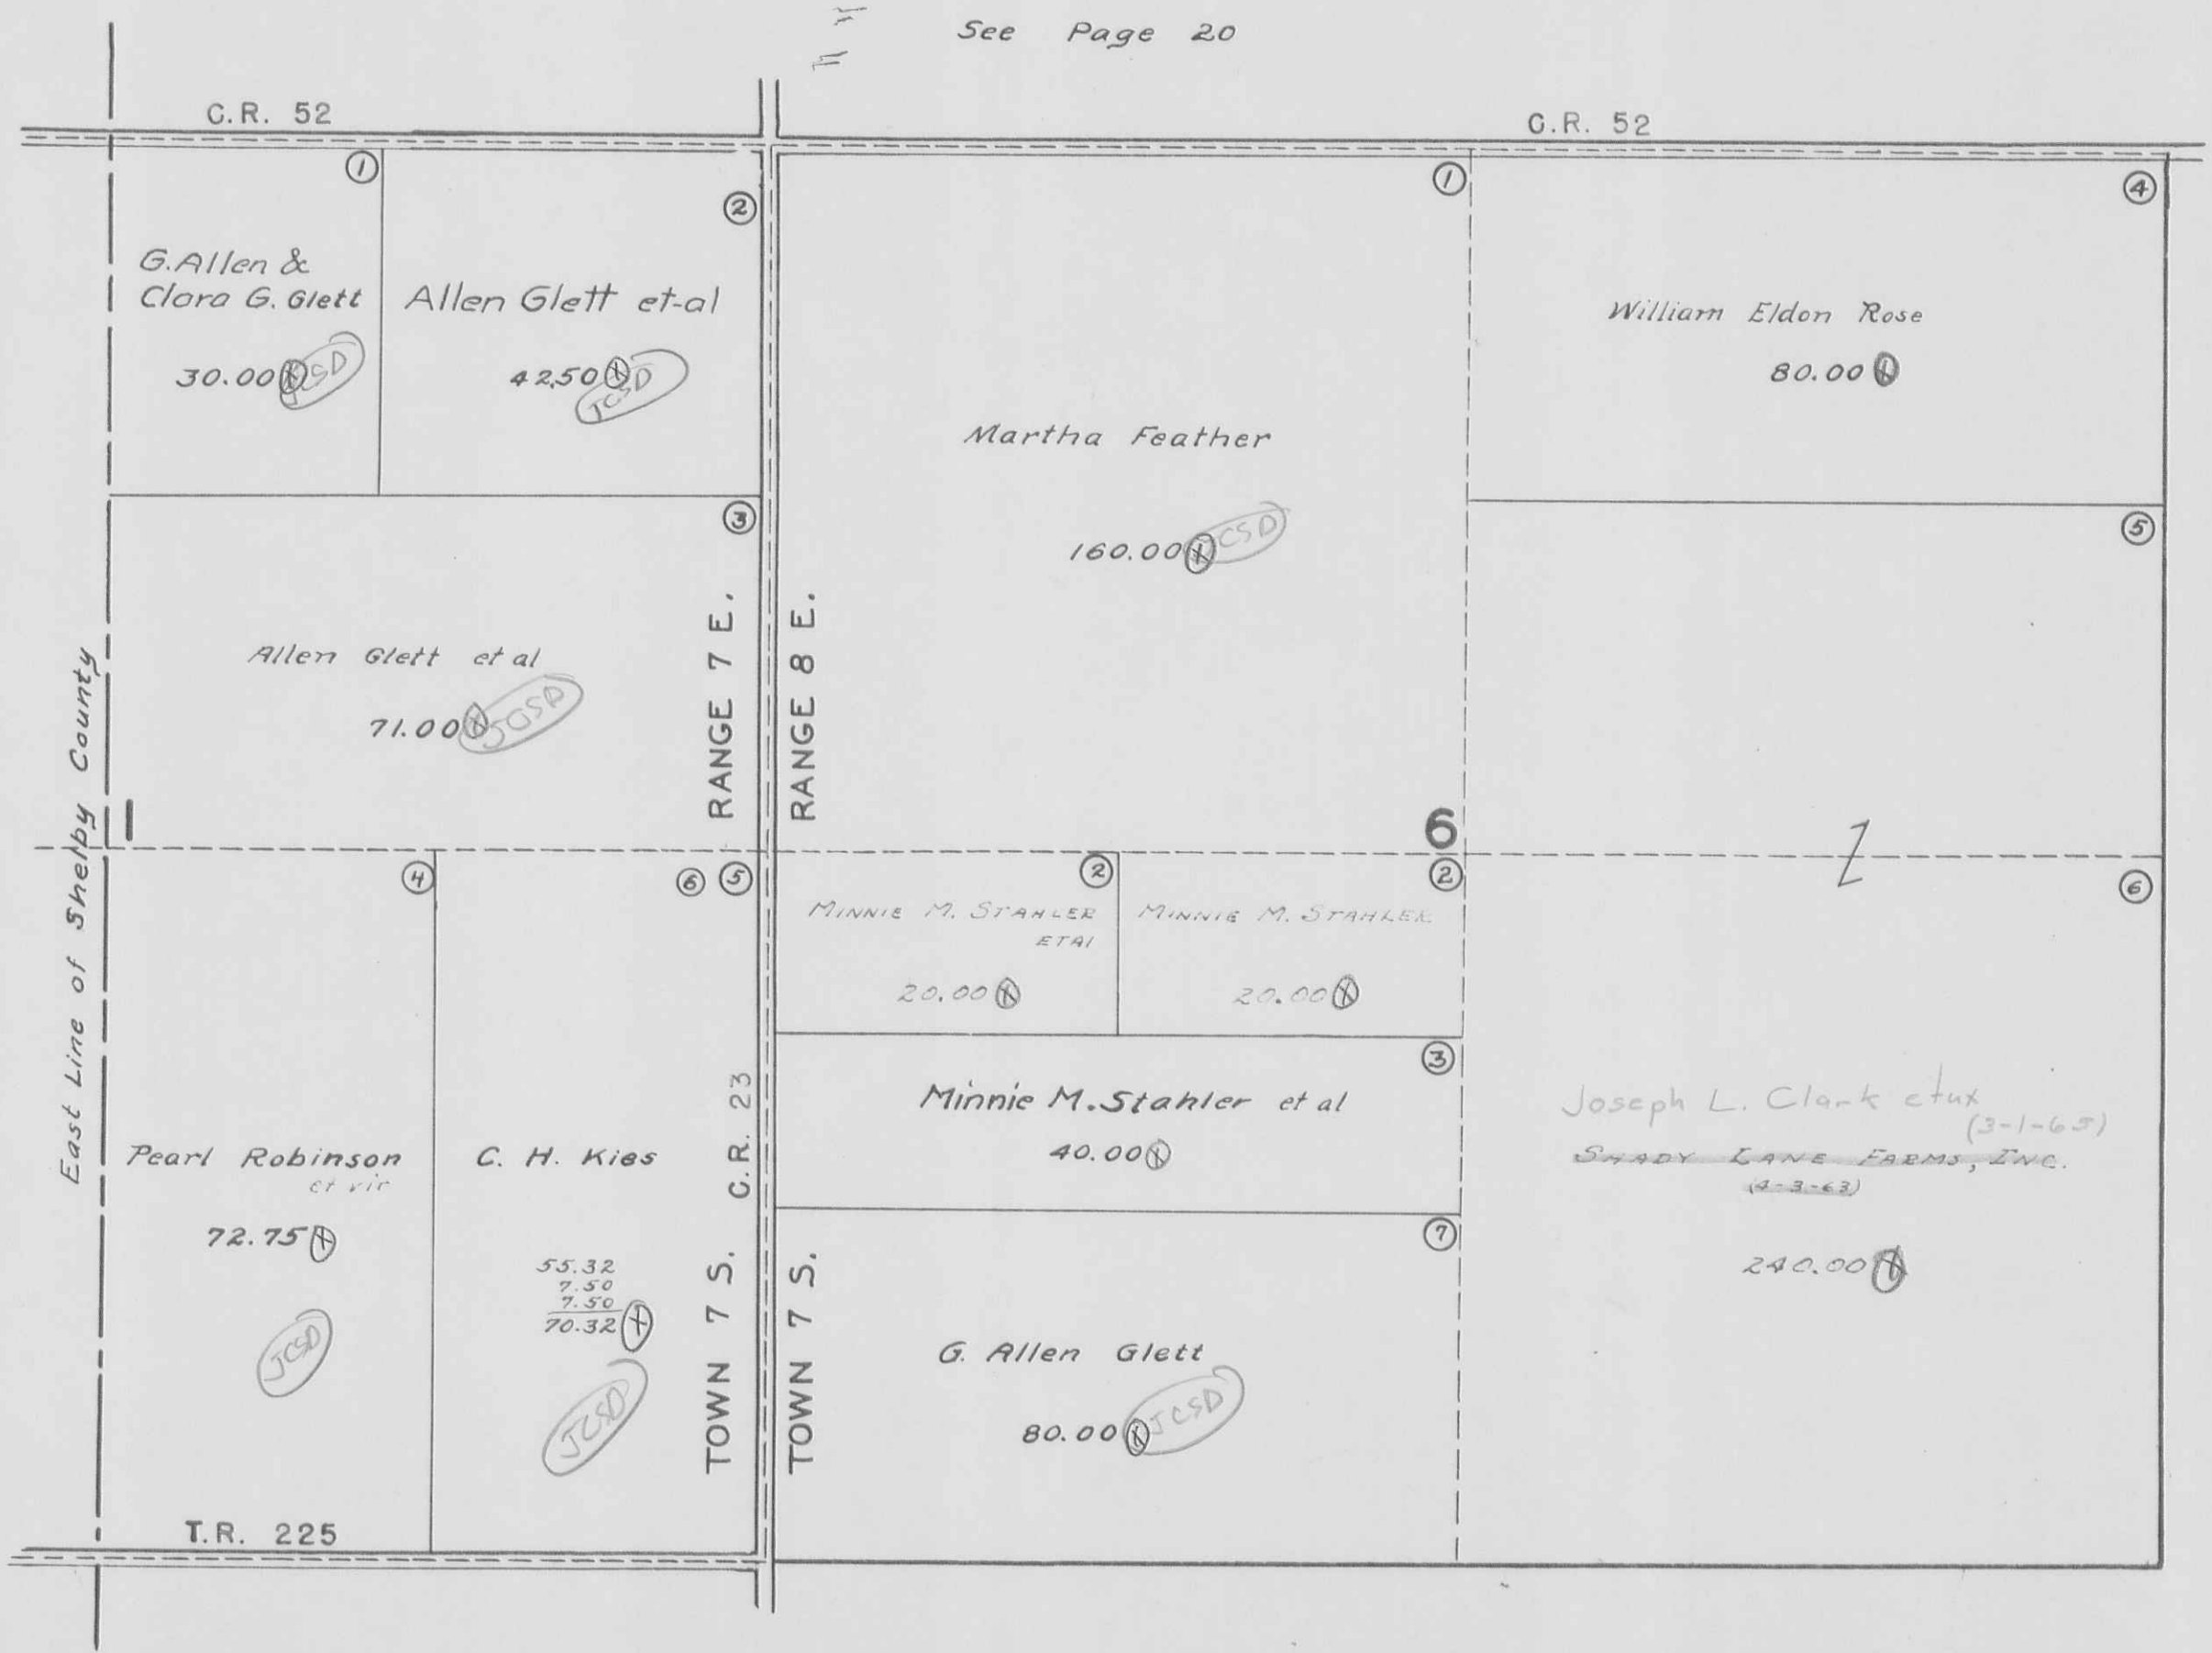 See Page 20
C.R. 52
C.R. 52
1
G. Allen &
Clara G. Glett
30.00 X JCSD
2
Allen Glett et-al
42.50 X
JCSD
3
Allen Glett et al
71.00 X JCSD
RANGE 7 E.
RANGE 8 E.
East Line of Shelby County
1
4
Pearl Robinson
et vir
72.75 X
JCSD
6 5
C. H. Kies
55.32
7.50
7.50
70.32 X
JCSD
C.R. 23
TOWN 7 S.
TOWN 7 S.
T.R. 225
1
Martha Feather
160.00 X JCSD
6
4
William Eldon Rose
80.00 X
5
2
MINNIE M. STAHLER
ETAl
20.00 X
2
MINNIE M. STAHLER
20.00 X
3
Minnie M. Stahler et al
40.00 X
7
G. Allen Glett
80.00 X JCSD
6
Joseph L. Clark etux
(3-1-65)
SHADY LANE FARMS, INC.
(4-3-63)
240.00 X